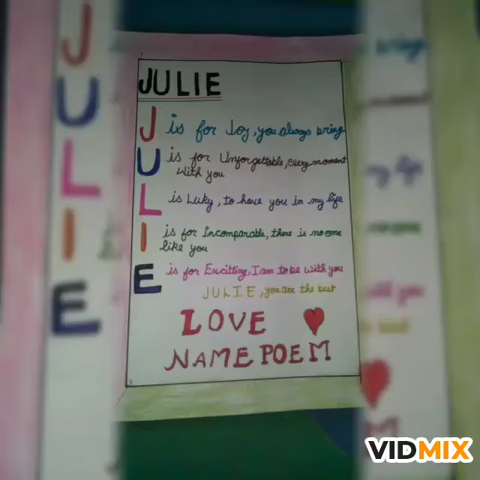 JULIE
J is for Joy, you always bring
U is for Unforgettable, every moment
with you
L is Luky, to have you in my life
I is for Incomparable, there is no one
like you
E is for Exciting, I am to be with you
JULIE, you are the best
LOVE
NAME POEM
VIDMIX